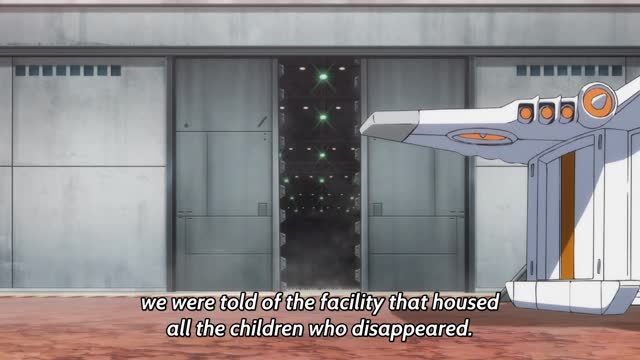 we were told of the facility that housed
all the children who disappeared.